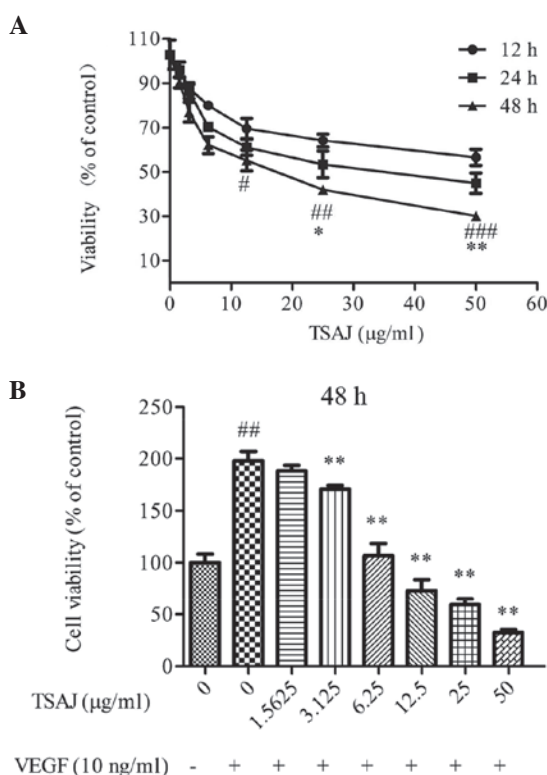 A
110
90
70
50
30
10
Viability (% of control)
12 h
24 h
48 h
#
##
*
###
**
0 10 20 30 40 50 60
TSAJ (μg/ml)
B
48 h
250
200
150
100
50
0
Cell viability (% of control)
##
**
**
**
**
**
TSAJ (μg/ml) 0 0 1.5625 3.125 6.25 12.5 25 50
VEGF (10 ng/ml) - + + + + + + +